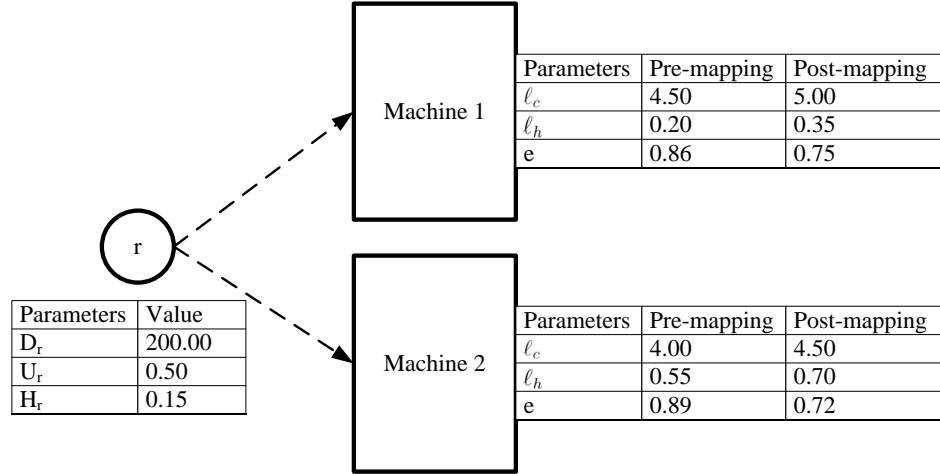 Machine 1
Parameters Pre-mapping Post-mapping
ℓc 4.50 5.00
ℓh 0.20 0.35
e 0.86 0.75
r
Parameters Value
Dr 200.00
Ur 0.50
Hr 0.15
Machine 2
Parameters Pre-mapping Post-mapping
ℓc 4.00 4.50
ℓh 0.55 0.70
e 0.89 0.72